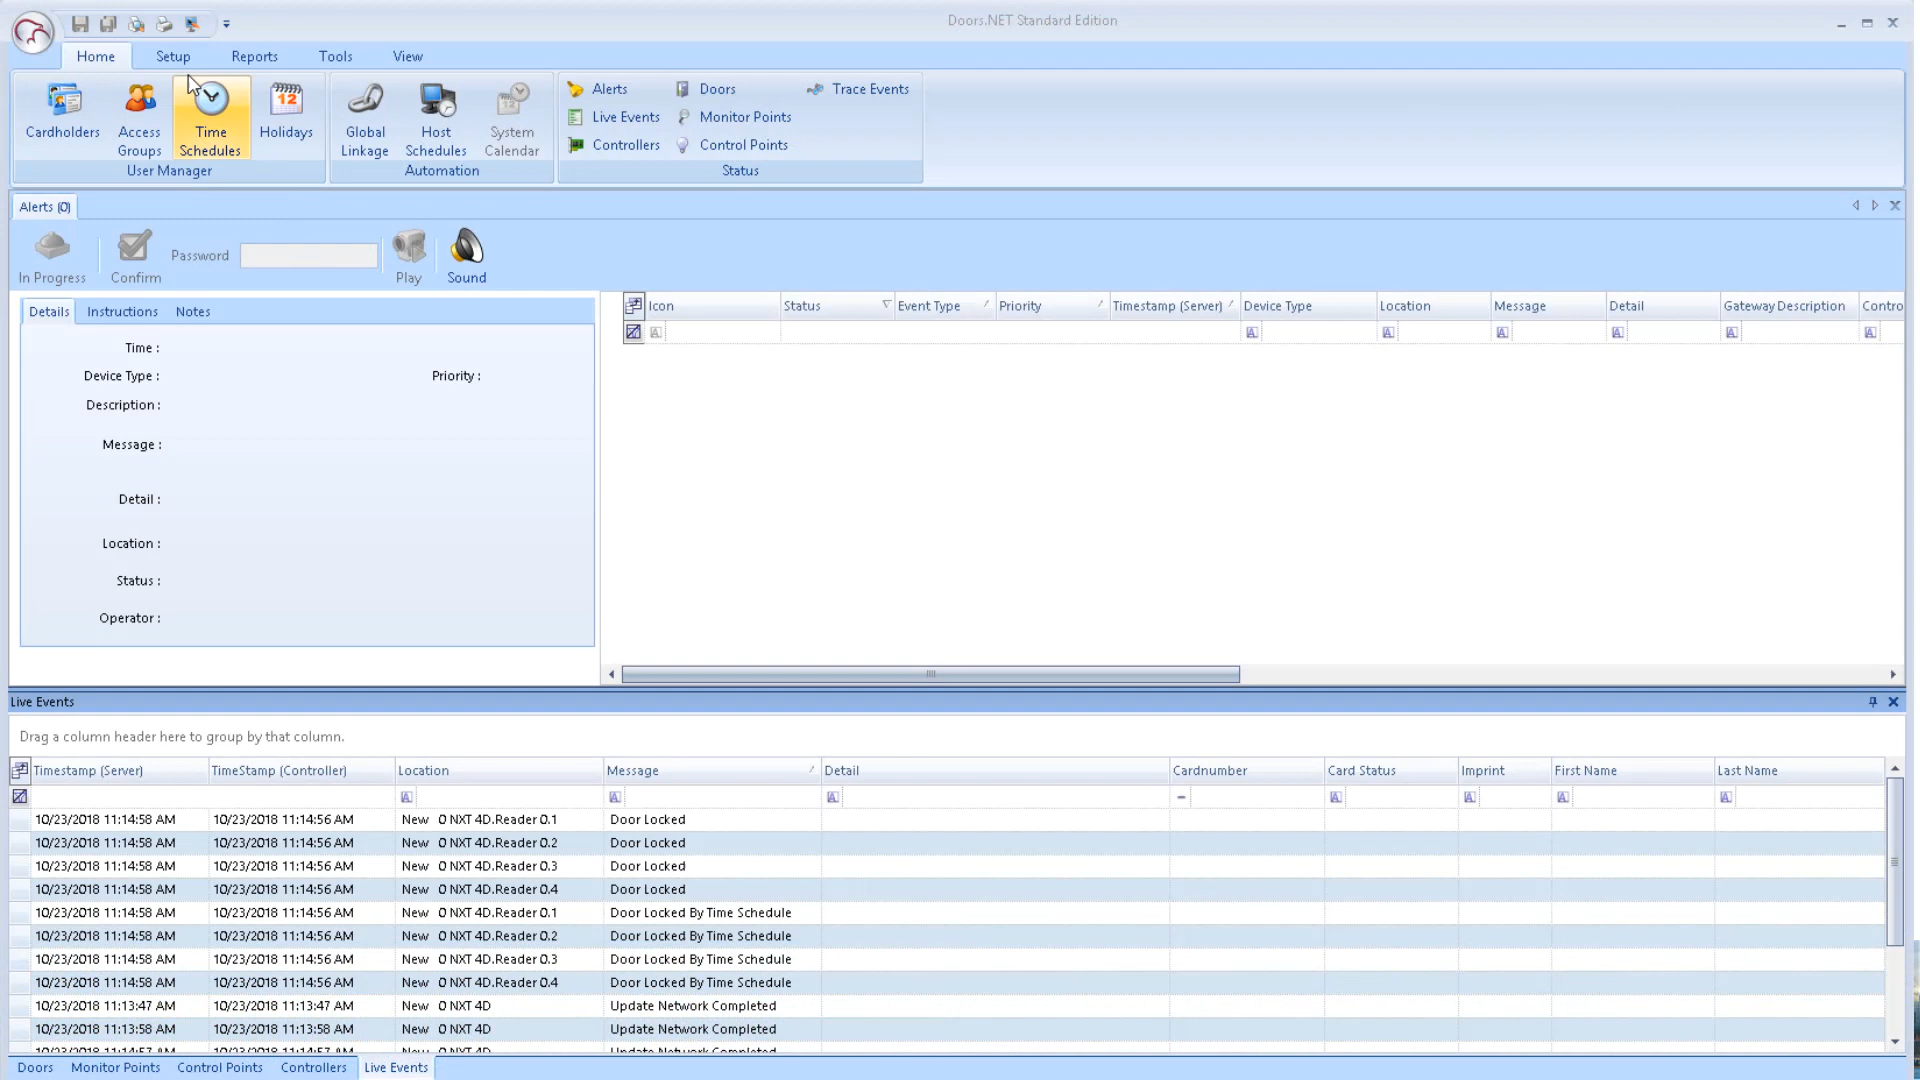 Doors.NET Standard Edition
Home Setup Reports Tools View
Cardholders
Access Groups
Time Schedules
Holidays
User Manager
Global Linkage
Host Schedules
System Calendar
Automation
Alerts
Live Events
Controllers
Doors
Monitor Points
Control Points
Trace Events
Status
Alerts (0)
In Progress Confirm Password Play Sound
Details Instructions Notes
Time :
Device Type : Priority :
Description :
Message :
Detail :
Location :
Status :
Operator :
Icon Status Event Type Priority Timestamp (Server) Device Type Location Message Detail Gateway Description Contro
Live Events
Drag a column header here to group by that column.
Timestamp (Server) TimeStamp (Controller) Location Message Detail Cardnumber Card Status Imprint First Name Last Name
10/23/2018 11:14:58 AM 10/23/2018 11:14:56 AM New 0 NXT 4D.Reader 0.1 Door Locked
10/23/2018 11:14:58 AM 10/23/2018 11:14:56 AM New 0 NXT 4D.Reader 0.2 Door Locked
10/23/2018 11:14:58 AM 10/23/2018 11:14:56 AM New 0 NXT 4D.Reader 0.3 Door Locked
10/23/2018 11:14:58 AM 10/23/2018 11:14:56 AM New 0 NXT 4D.Reader 0.4 Door Locked
10/23/2018 11:14:58 AM 10/23/2018 11:14:56 AM New 0 NXT 4D.Reader 0.1 Door Locked By Time Schedule
10/23/2018 11:14:58 AM 10/23/2018 11:14:56 AM New 0 NXT 4D.Reader 0.2 Door Locked By Time Schedule
10/23/2018 11:14:58 AM 10/23/2018 11:14:56 AM New 0 NXT 4D.Reader 0.3 Door Locked By Time Schedule
10/23/2018 11:14:58 AM 10/23/2018 11:14:56 AM New 0 NXT 4D.Reader 0.4 Door Locked By Time Schedule
10/23/2018 11:13:47 AM 10/23/2018 11:13:47 AM New 0 NXT 4D Update Network Completed
10/23/2018 11:13:58 AM 10/23/2018 11:13:58 AM New 0 NXT 4D Update Network Completed
10/23/2018 11:14:57 AM 10/23/2018 11:14:57 AM New 0 NXT 4D Update Network Completed
Doors Monitor Points Control Points Controllers Live Events